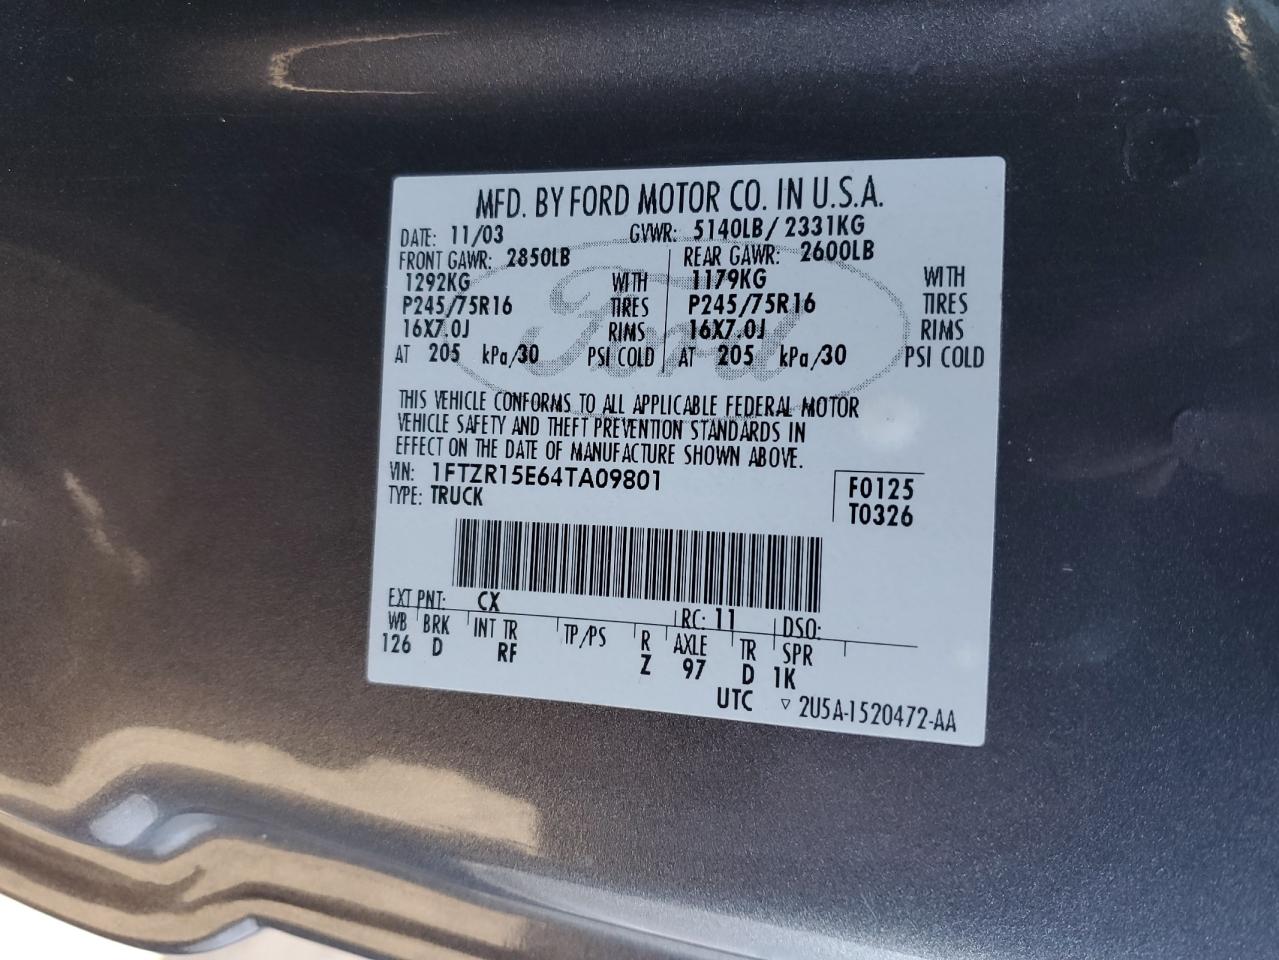 MFD. BY FORD MOTOR CO. IN U.S.A.
DATE: 11/03 GVWR: 5140LB / 2331KG
FRONT GAWR: 2850LB REAR GAWR: 2600LB
1292KG WITH 1179KG WITH
P245/75R16 TIRES P245/75R16 TIRES
16X7.0J RIMS 16X7.0J RIMS
AT 205 kPa/30 PSI COLD AT 205 kPa/30 PSI COLD
Ford
THIS VEHICLE CONFORMS TO ALL APPLICABLE FEDERAL MOTOR
VEHICLE SAFETY AND THEFT PREVENTION STANDARDS IN
EFFECT ON THE DATE OF MANUFACTURE SHOWN ABOVE.
VIN: 1FTZR15E64TA09801 F0125
TYPE: TRUCK T0326
EXT PNT: CX RC: 11 DSO:
WB BRK INT TR TP/PS R AXLE TR SPR
126 D RF Z 97 D 1K
UTC ▽ 2U5A-1520472-AA